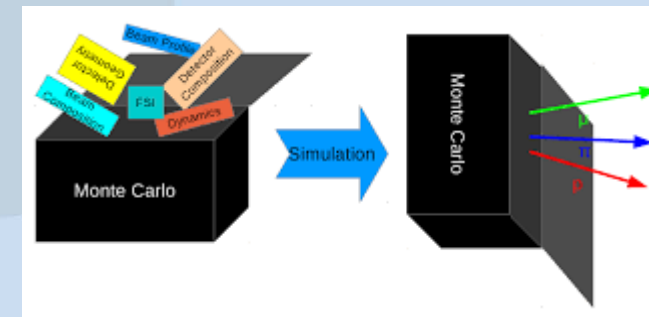 Beam Profile
Detector
Geometry
Detector
Composition
Beam
Composition
FSI
Dynamics
Monte Carlo
Simulation
Monte Carlo
μ
π
p